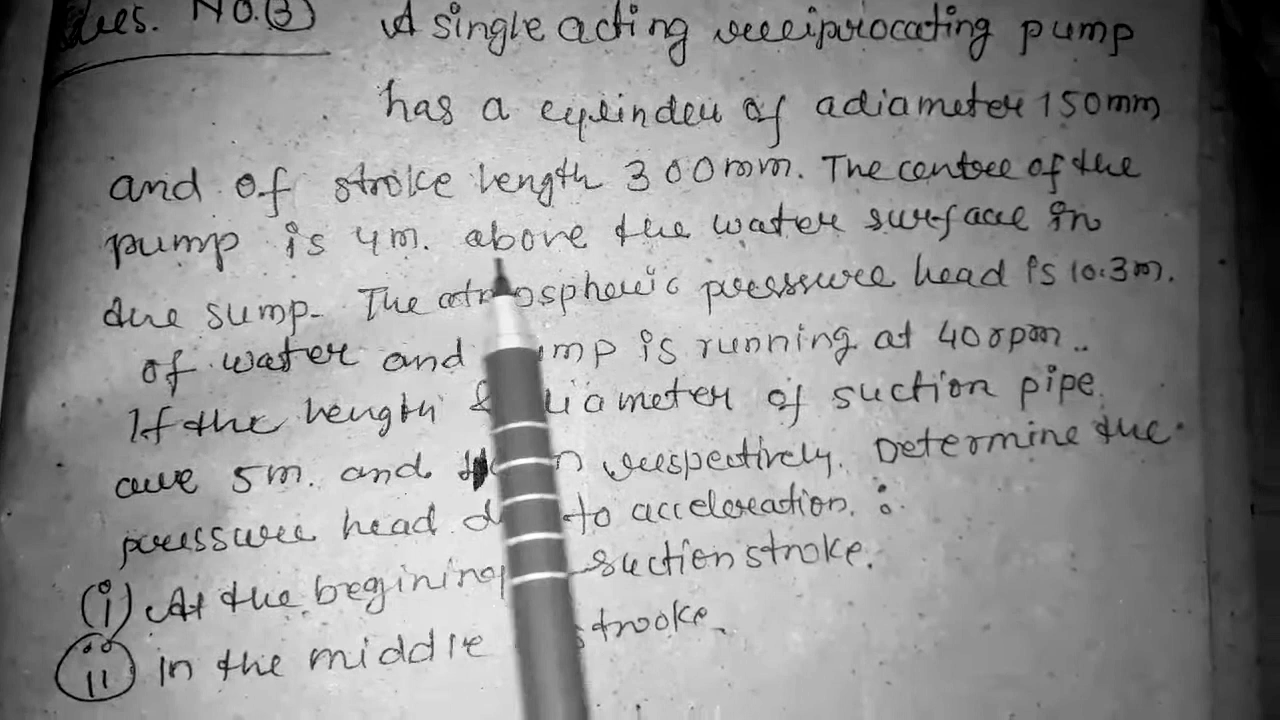 Ques. No.(3) A single acting reciprocating pump
has a cylinder of a diameter 150mm
and of stroke length 300mm. The centre of the
pump is 4m. above the water surface in
the sump. The atmospheric pressure head is 10.3m.
of water and mp is running at 40rpm..
If the length & diameter of suction pipe.
are 5m. and respectively. Determine the
pressure head to acceleration. :
(i) At the begining suction stroke.
(ii) In the middle strooke.